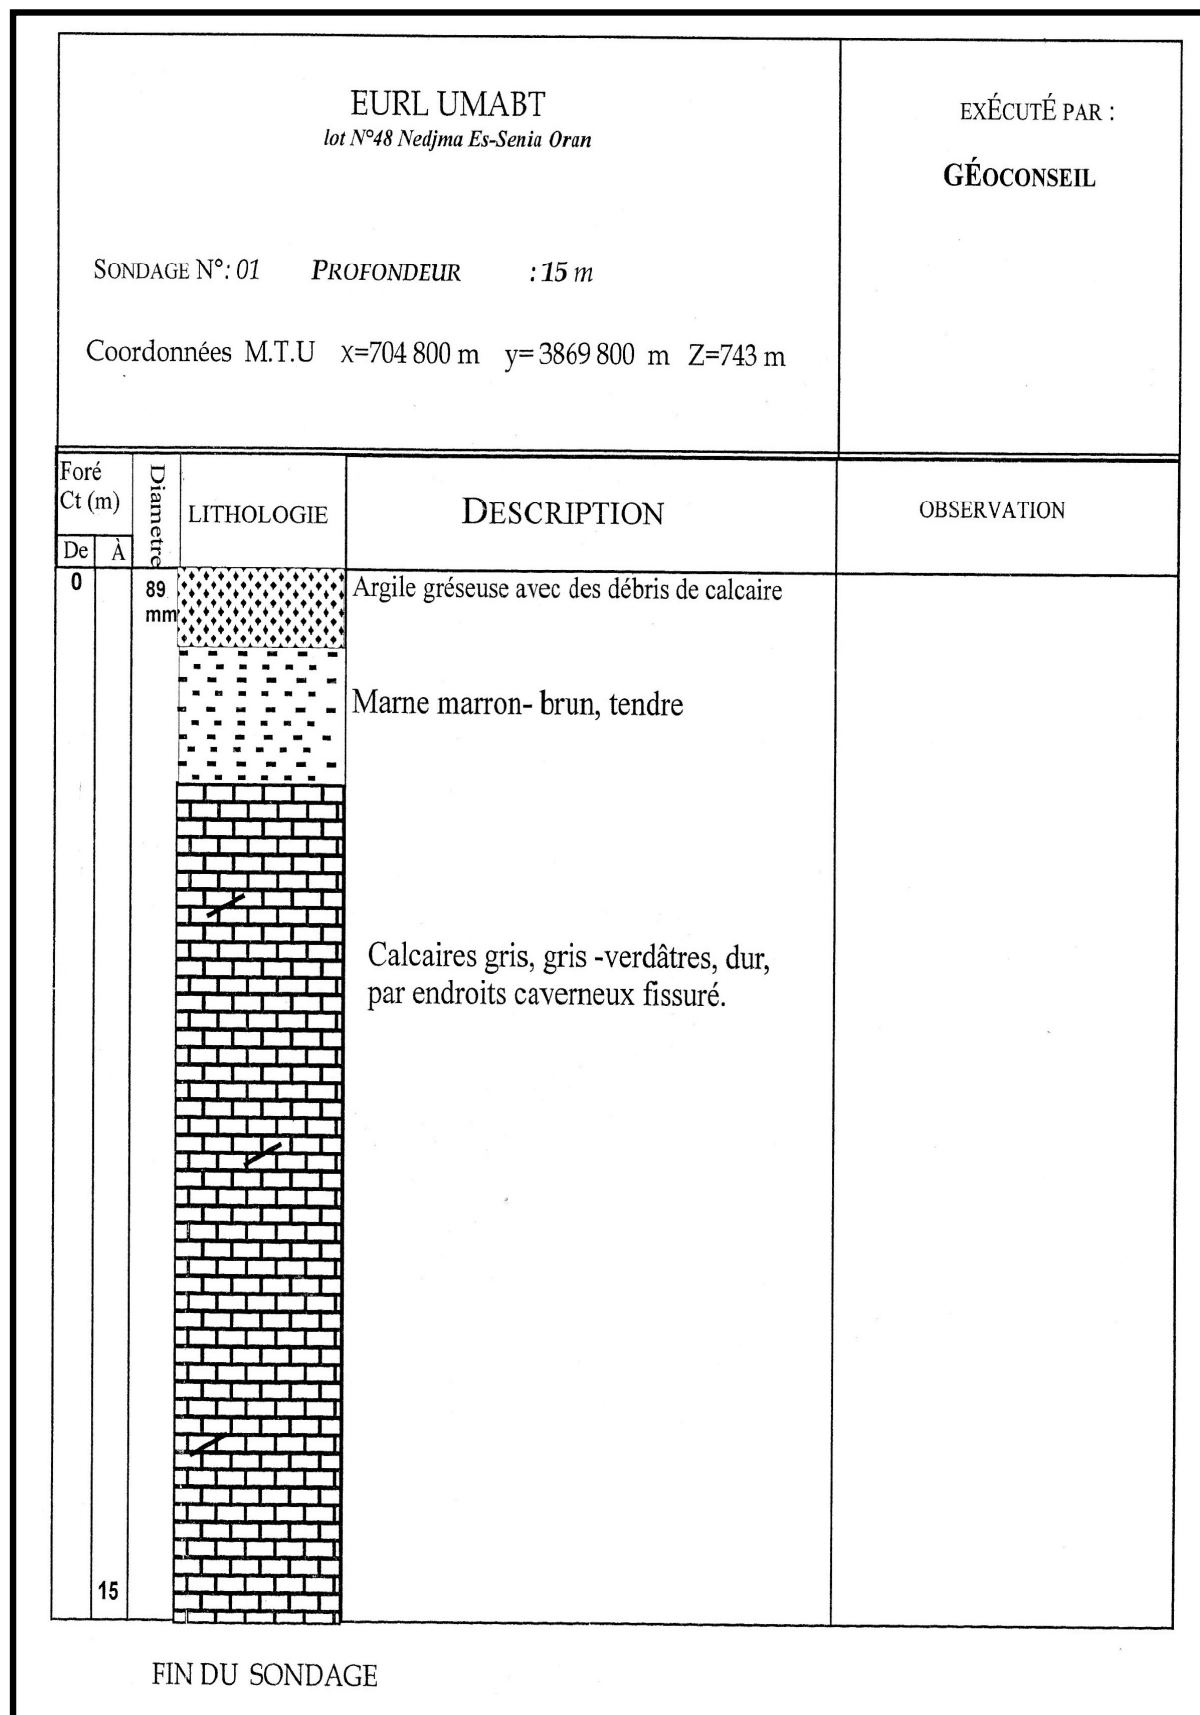 EURL UMABT
lot N°48 Nedjma Es-Senia Oran
EXÉCUTÉ PAR :
GÉOCONSEIL
SONDAGE N°: 01 PROFONDEUR : 15 m
Coordonnées M.T.U x=704 800 m y= 3869 800 m Z=743 m
Foré
Ct (m)
De À
Diametre
LITHOLOGIE
DESCRIPTION
OBSERVATION
0
89
mm
Argile gréseuse avec des débris de calcaire
Marne marron- brun, tendre
Calcaires gris, gris -verdâtres, dur,
par endroits caverneux fissuré.
15
FIN DU SONDAGE